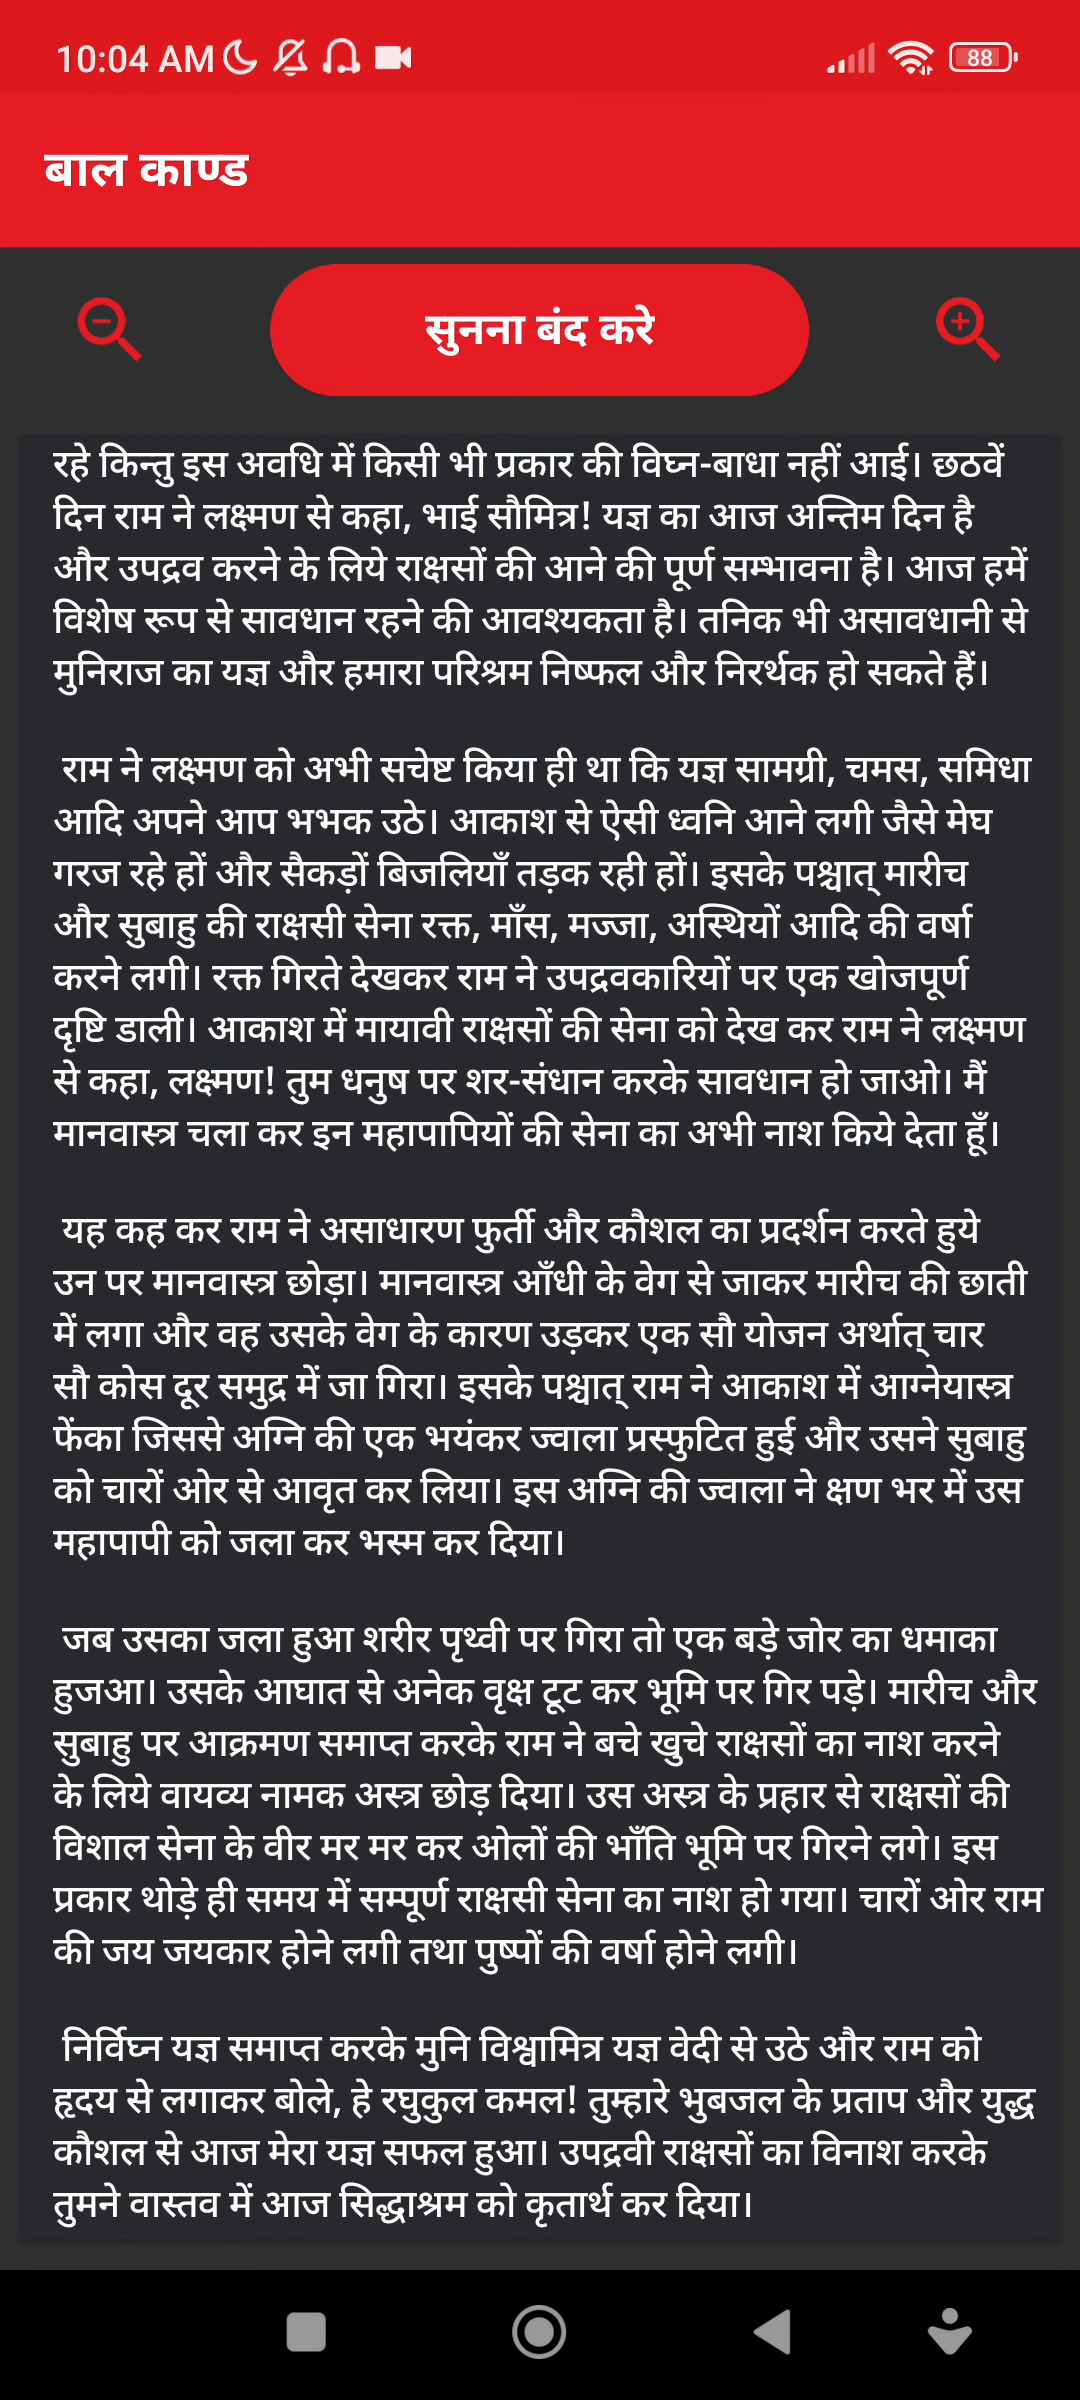 10:04 AM
88
बाल काण्ड
सुनना बंद करे
रहे किन्तु इस अवधि में किसी भी प्रकार की विघ्न-बाधा नहीं आई। छठवें
दिन राम ने लक्ष्मण से कहा, भाई सौमित्र! यज्ञ का आज अन्तिम दिन है
और उपद्रव करने के लिये राक्षसों की आने की पूर्ण सम्भावना है। आज हमें
विशेष रूप से सावधान रहने की आवश्यकता है। तनिक भी असावधानी से
मुनिराज का यज्ञ और हमारा परिश्रम निष्फल और निरर्थक हो सकते हैं।
राम ने लक्ष्मण को अभी सचेष्ट किया ही था कि यज्ञ सामग्री, चमस, समिधा
आदि अपने आप भभक उठे। आकाश से ऐसी ध्वनि आने लगी जैसे मेघ
गरज रहे हों और सैकड़ों बिजलियाँ तड़क रही हों। इसके पश्चात् मारीच
और सुबाहु की राक्षसी सेना रक्त, माँस, मज्जा, अस्थियों आदि की वर्षा
करने लगी। रक्त गिरते देखकर राम ने उपद्रवकारियों पर एक खोजपूर्ण
दृष्टि डाली। आकाश में मायावी राक्षसों की सेना को देख कर राम ने लक्ष्मण
से कहा, लक्ष्मण! तुम धनुष पर शर-संधान करके सावधान हो जाओ। मैं
मानवास्त्र चला कर इन महापापियों की सेना का अभी नाश किये देता हूँ।
यह कह कर राम ने असाधारण फुर्ती और कौशल का प्रदर्शन करते हुये
उन पर मानवास्त्र छोड़ा। मानवास्त्र आँधी के वेग से जाकर मारीच की छाती
में लगा और वह उसके वेग के कारण उड़कर एक सौ योजन अर्थात् चार
सौ कोस दूर समुद्र में जा गिरा। इसके पश्चात् राम ने आकाश में आग्नेयास्त्र
फेंका जिससे अग्नि की एक भयंकर ज्वाला प्रस्फुटित हुई और उसने सुबाहु
को चारों ओर से आवृत कर लिया। इस अग्नि की ज्वाला ने क्षण भर में उस
महापापी को जला कर भस्म कर दिया।
जब उसका जला हुआ शरीर पृथ्वी पर गिरा तो एक बड़े जोर का धमाका
हुजआ। उसके आघात से अनेक वृक्ष टूट कर भूमि पर गिर पड़े। मारीच और
सुबाहु पर आक्रमण समाप्त करके राम ने बचे खुचे राक्षसों का नाश करने
के लिये वायव्य नामक अस्त्र छोड़ दिया। उस अस्त्र के प्रहार से राक्षसों की
विशाल सेना के वीर मर मर कर ओलों की भाँति भूमि पर गिरने लगे। इस
प्रकार थोड़े ही समय में सम्पूर्ण राक्षसी सेना का नाश हो गया। चारों ओर राम
की जय जयकार होने लगी तथा पुष्पों की वर्षा होने लगी।
निर्विघ्न यज्ञ समाप्त करके मुनि विश्वामित्र यज्ञ वेदी से उठे और राम को
हृदय से लगाकर बोले, हे रघुकुल कमल! तुम्हारे भुबजल के प्रताप और युद्ध
कौशल से आज मेरा यज्ञ सफल हुआ। उपद्रवी राक्षसों का विनाश करके
तुमने वास्तव में आज सिद्धाश्रम को कृतार्थ कर दिया।